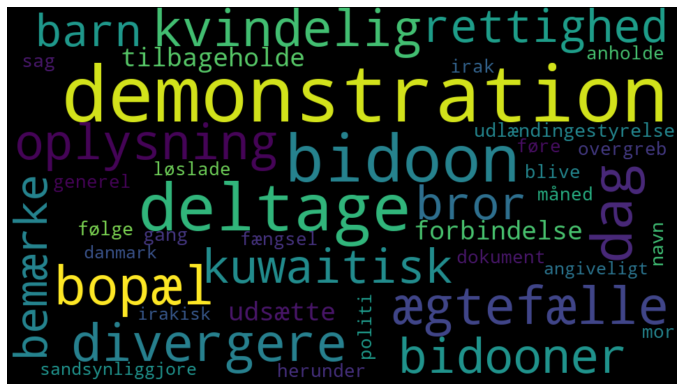 barn kvindelig rettighed
sag tilbageholde irak anholde
demonstration
oplysning bidoon udlændingestyrelse
føre overgreb
generel løslade blive dag
bemærke deltage bror måned
følge gang fængsel forbindelse navn
danmark kuwaitisk dokument angiveligt
bopæl udsætte ægtefælle
irakisk politi mor
divergere bidooner
sandsynliggjore herunder